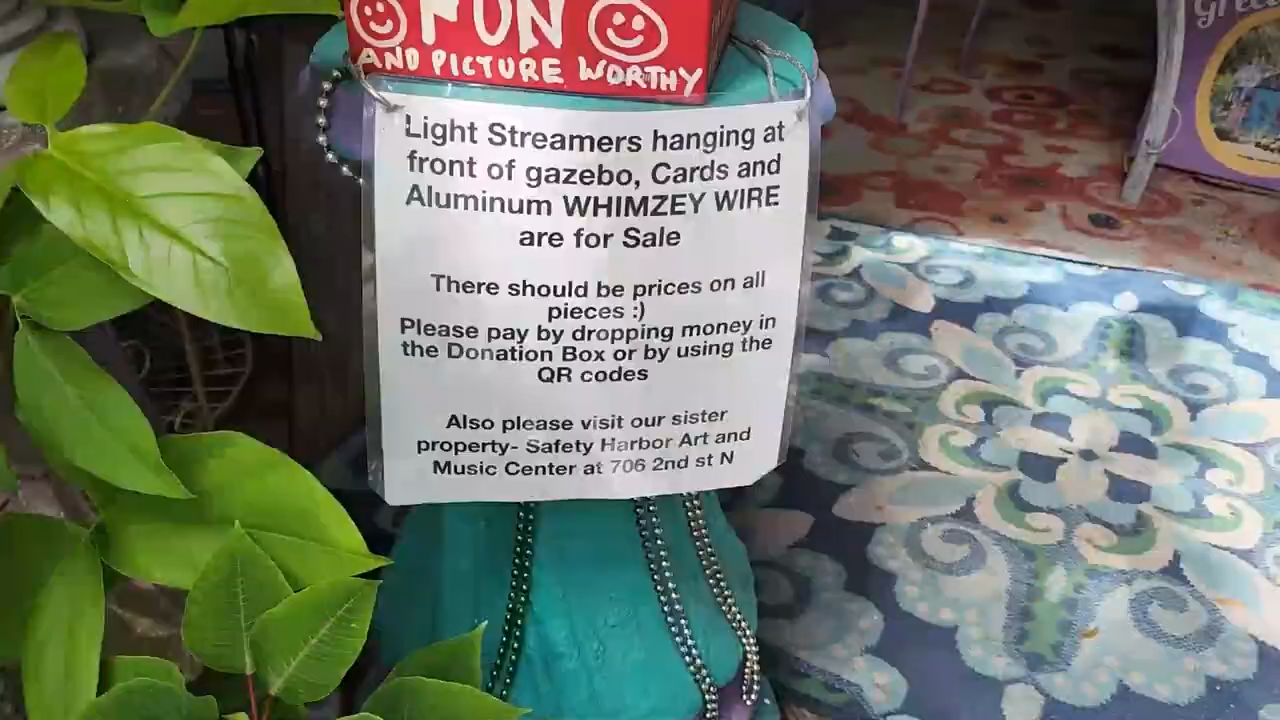 FUN
AND PICTURE WORTHY
Light Streamers hanging at
front of gazebo, Cards and
Aluminum WHIMZEY WIRE
are for Sale
There should be prices on all
pieces :)
Please pay by dropping money in
the Donation Box or by using the
QR codes
Also please visit our sister
property- Safety Harbor Art and
Music Center at 706 2nd st N